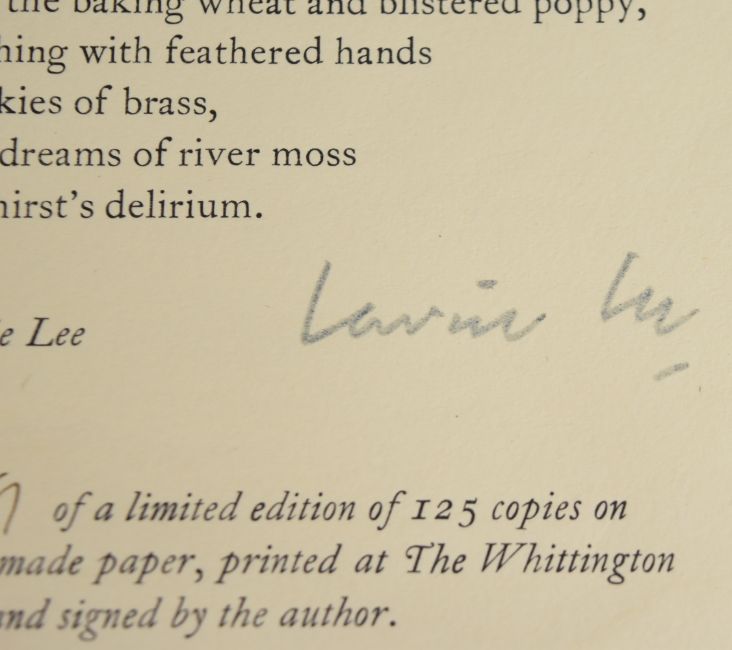 the baking wheat and blistered poppy,
hing with feathered hands
kies of brass,
dreams of river moss
hirst's delirium.
e Lee
Laurie Lee
of a limited edition of 125 copies on
made paper, printed at The Whittington
nd signed by the author.